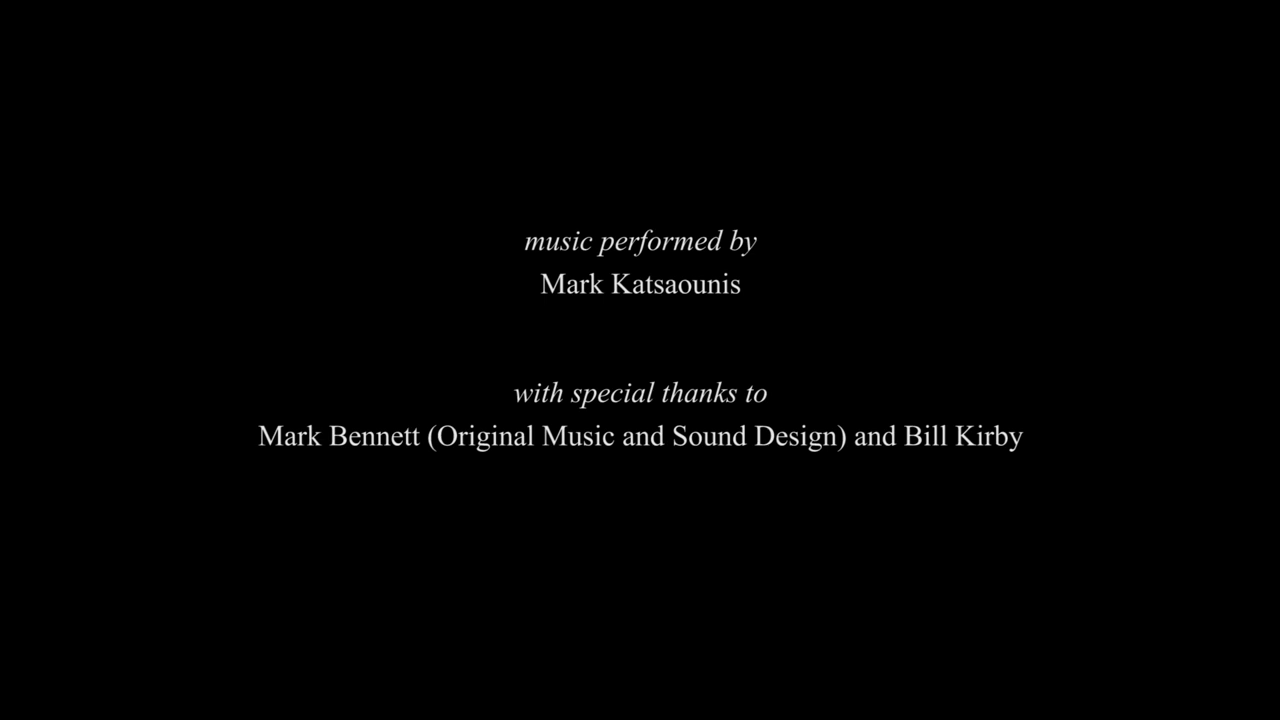 music performed by
Mark Katsaounis
with special thanks to
Mark Bennett (Original Music and Sound Design) and Bill Kirby